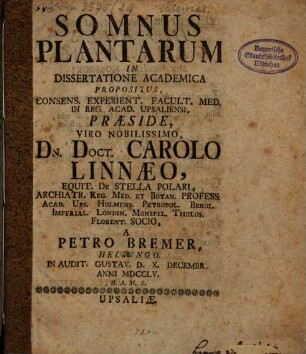 SOMNUS
PLANTARUM
IN
DISSERTATIONE ACADEMICA
PROPOSITUS,
CONSENS. EXPERIENT. FACULT. MED.
IN REG. ACAD. UPSALIENSI,
PRÆSIDE,
VIRO NOBILISSIMO,
DN. DOCT. CAROLO
LINNÆO,
EQUIT. DE STELLA POLARI,
ARCHIATR. REG. MED. ET BOTAN. PROFESS.
ACAD. UPS. HOLMENS. PETROPOL. BEROL.
IMPERIAL. LONDIN. MONSPEL. THOLOS.
FLORENT. SOCIO,
A
PETRO BREMER,
IN AUDIT. GUSTAV. D. X. DECEMBR.
ANNI MDCCLV.
H. A. M. S.
UPSALIÆ.
Bayerische
Staatsbibliothek
München